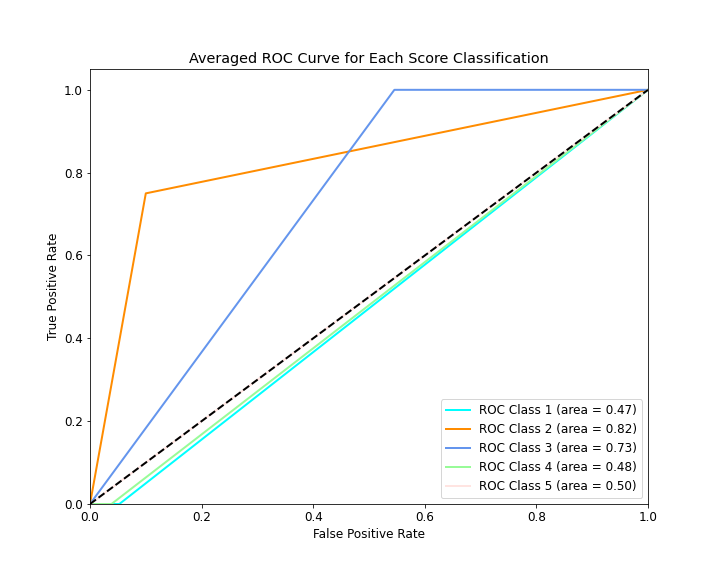 Averaged ROC Curve for Each Score Classification
True Positive Rate
1.0
0.8
0.6
0.4
0.2
0.0
ROC Class 1 (area = 0.47)
ROC Class 2 (area = 0.82)
ROC Class 3 (area = 0.73)
ROC Class 4 (area = 0.48)
ROC Class 5 (area = 0.50)
0.0 0.2 0.4 0.6 0.8 1.0
False Positive Rate